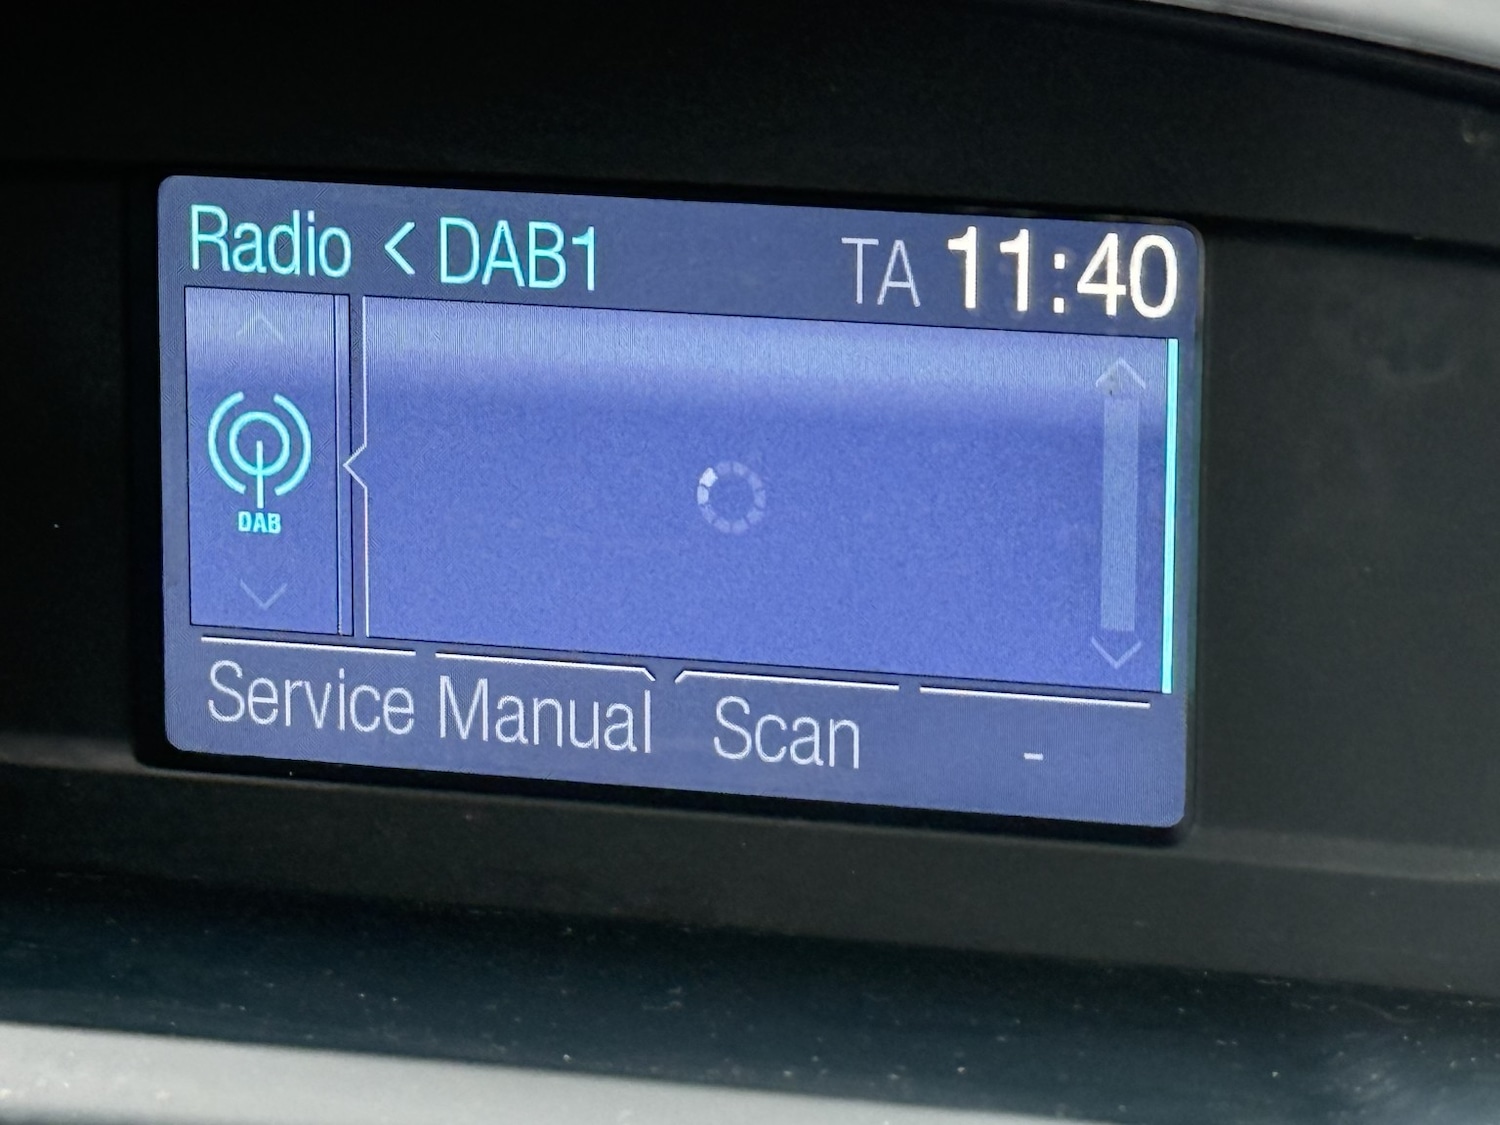 Radio < DAB1 TA 11:40
DAB
Service Manual Scan -